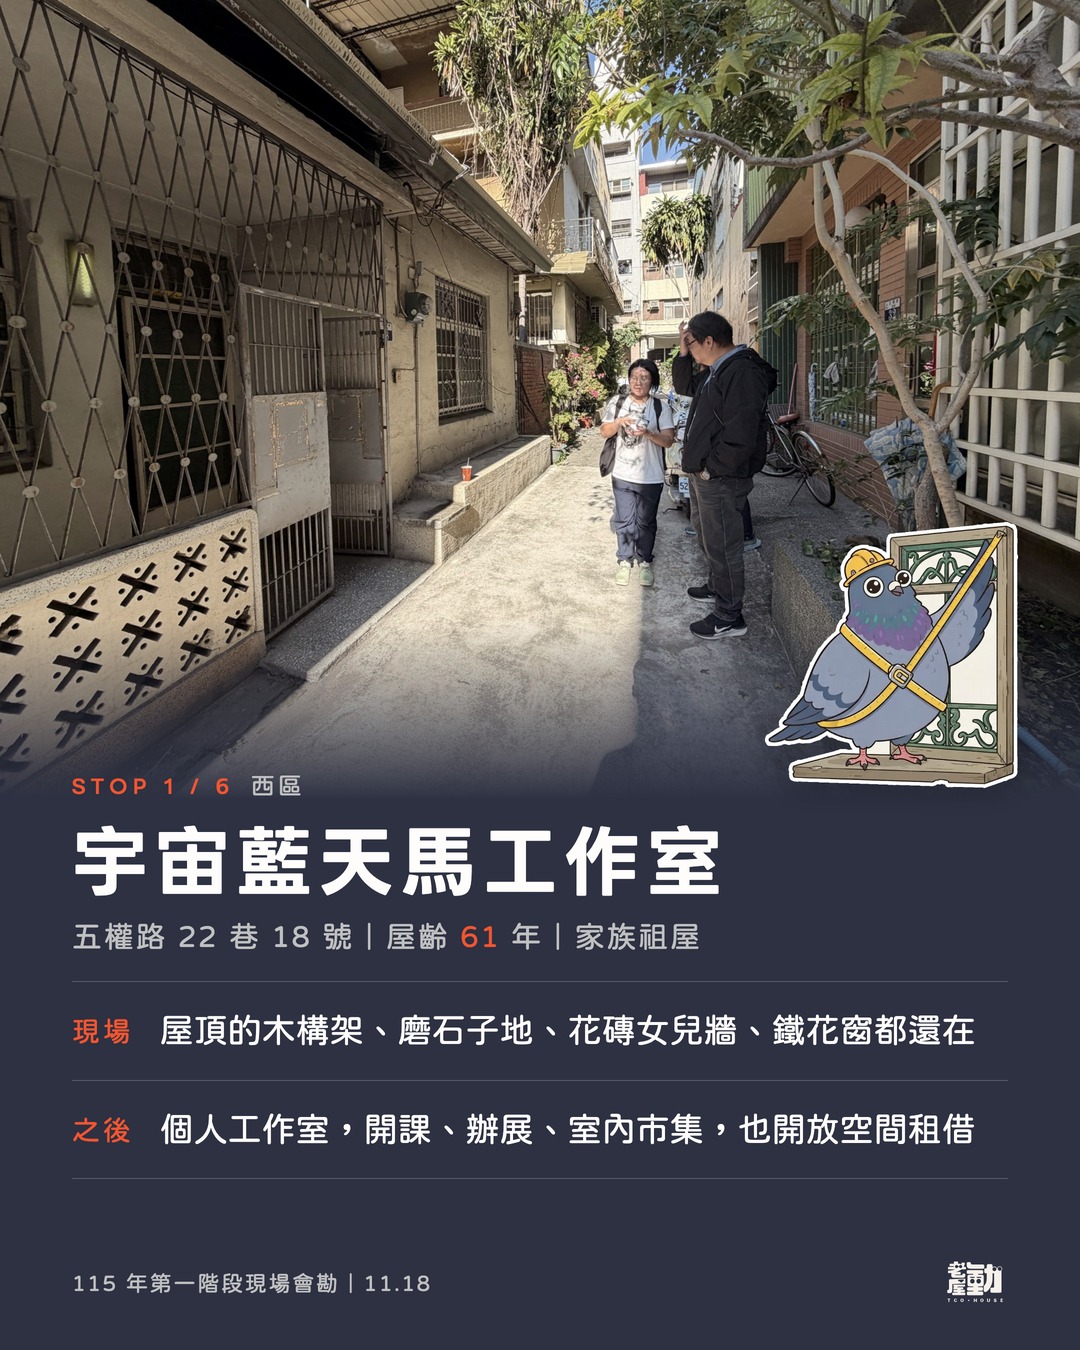 STOP 1 / 6 西區
宇宙藍天馬工作室
五權路 22 巷 18 號｜屋齡 61 年｜家族祖屋
現場 屋頂的木構架、磨石子地、花磚女兒牆、鐵花窗都還在
之後 個人工作室，開課、辦展、室內市集，也開放空間租借
115 年第一階段現場會勘｜11.18
老屋動
TCO-HOUSE